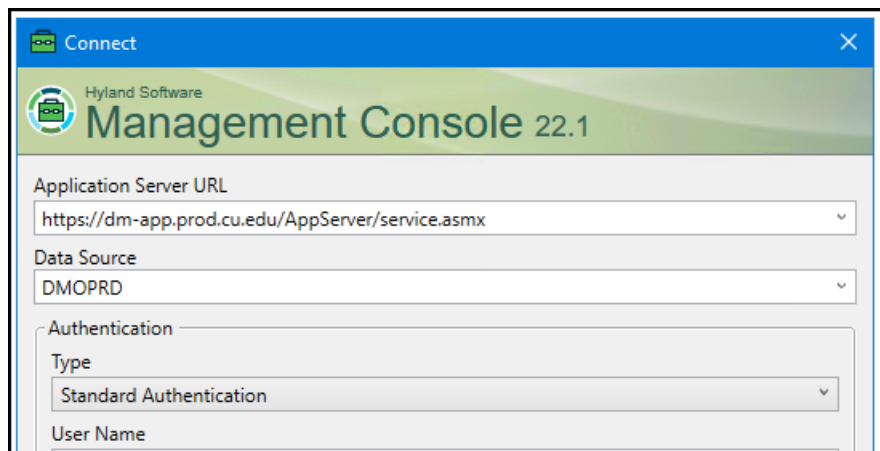 Connect
Hyland Software
Management Console 22.1
Application Server URL
https://dm-app.prod.cu.edu/AppServer/service.asmx
Data Source
DMOPRD
Authentication
Type
Standard Authentication
User Name